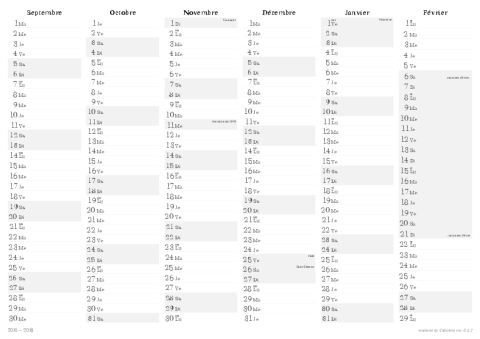 Septembre
1 Ma
2 Me
3 Je
4 Ve
5 Sa
6 Di
7 Lu
8 Ma
9 Me
10 Je
11 Ve
12 Sa
13 Di
14 Lu
15 Ma
16 Me
17 Je
18 Ve
19 Sa
20 Di
21 Lu
22 Ma
23 Me
24 Je
25 Ve
26 Sa
27 Di
28 Lu
29 Ma
30 Me
Octobre
1 Je
2 Ve
3 Sa
4 Di
5 Lu
6 Ma
7 Me
8 Je
9 Ve
10 Sa
11 Di
12 Lu
13 Ma
14 Me
15 Je
16 Ve
17 Sa
18 Di
19 Lu
20 Ma
21 Me
22 Je
23 Ve
24 Sa
25 Di
26 Lu
27 Ma
28 Me
29 Je
30 Ve
31 Sa
Novembre
1 Di Toussaint
2 Lu
3 Ma
4 Me
5 Je
6 Ve
7 Sa
8 Di
9 Lu
10 Ma
11 Me
12 Je
13 Ve
14 Sa
15 Di
16 Lu
17 Ma
18 Me
19 Je
20 Ve
21 Sa
22 Di
23 Lu
24 Ma
25 Me
26 Je
27 Ve
28 Sa
29 Di
30 Lu
Décembre
1 Ma
2 Me
3 Je
4 Ve
5 Sa
6 Di
7 Lu
8 Ma
9 Me
10 Je
11 Ve
12 Sa
13 Di
14 Lu
15 Ma
16 Me
17 Je
18 Ve
19 Sa
20 Di
21 Lu
22 Ma
23 Me
24 Je
25 Ve Noël
26 Sa
27 Di
28 Lu
29 Ma
30 Me
31 Je
Janvier
1 Ve
2 Sa
3 Di
4 Lu
5 Ma
6 Me
7 Je
8 Ve
9 Sa
10 Di
11 Lu
12 Ma
13 Me
14 Je
15 Ve
16 Sa
17 Di
18 Lu
19 Ma
20 Me
21 Je
22 Ve
23 Sa
24 Di
25 Lu
26 Ma
27 Me
28 Je
29 Ve
30 Sa
31 Di
Février
1 Lu
2 Ma
3 Me
4 Je
5 Ve
6 Sa
7 Di
8 Lu
9 Ma
10 Me
11 Je
12 Ve
13 Sa
14 Di
15 Lu
16 Ma
17 Me
18 Je
19 Ve
20 Sa
21 Di
22 Lu
23 Ma
24 Me
25 Je
26 Ve
27 Sa
28 Di
29 Lu
2015 – 2016